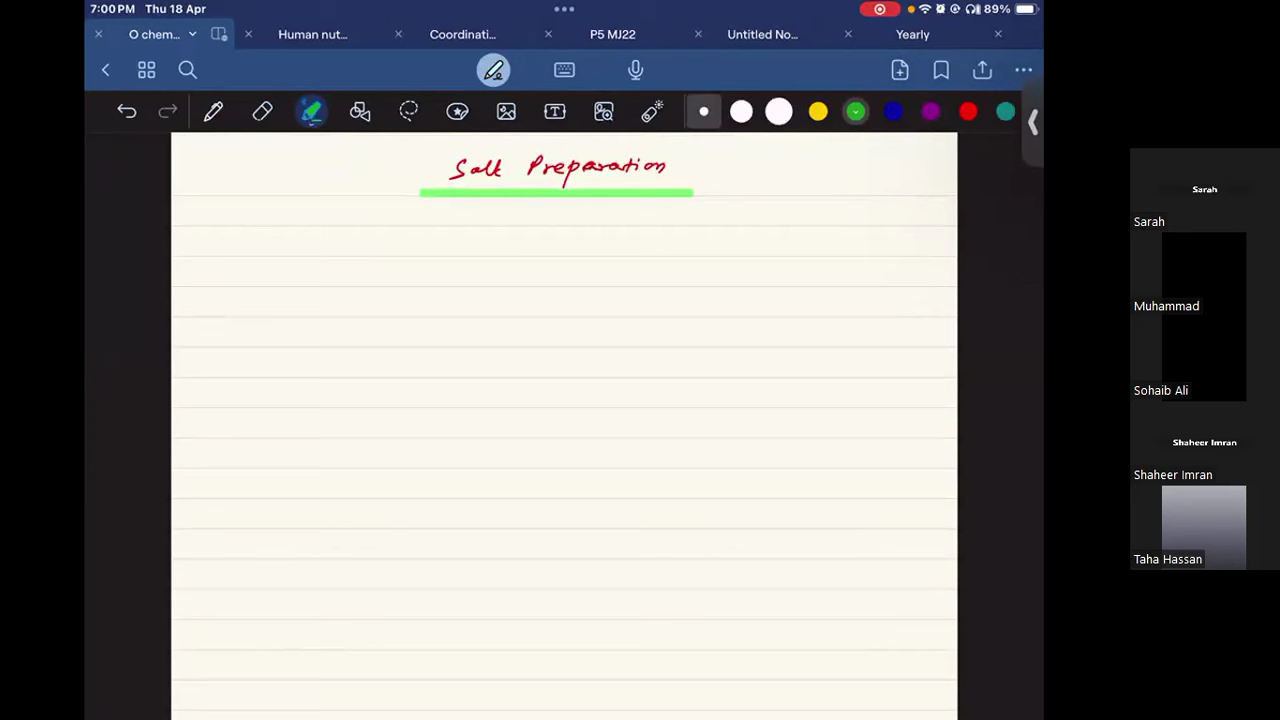 7:00 PM Thu 18 Apr
89%
O chem...
Human nut...
Coordinati...
P5 MJ22
Untitled No...
Yearly
Salt Preparation
Sarah
Sarah
Muhammad
Sohaib Ali
Shaheer Imran
Shaheer Imran
Taha Hassan